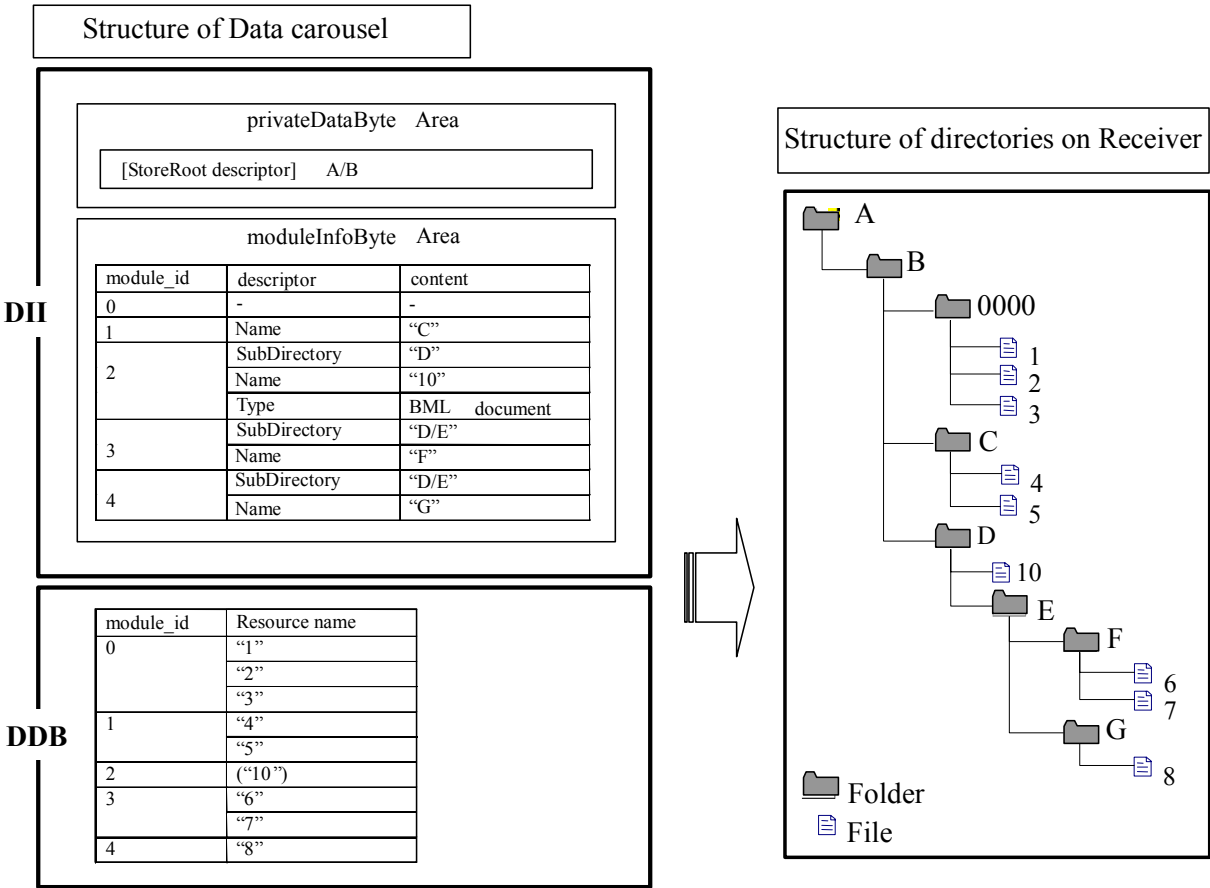 Structure of Data carousel
privateDataByte Area
[StoreRoot descriptor] A/B
moduleInfoByte Area
module_id descriptor content
0 - -
1 Name “C”
2 SubDirectory “D”
Name “10”
Type BML document
3 SubDirectory “D/E”
Name “F”
4 SubDirectory “D/E”
Name “G”
DII
module_id Resource name
0 “1”
“2”
“3”
1 “4”
“5”
2 (“10”)
3 “6”
“7”
4 “8”
DDB
Structure of directories on Receiver
A
B
0000
1
2
3
C
4
5
D
10
E
F
6
7
G
8
Folder
File